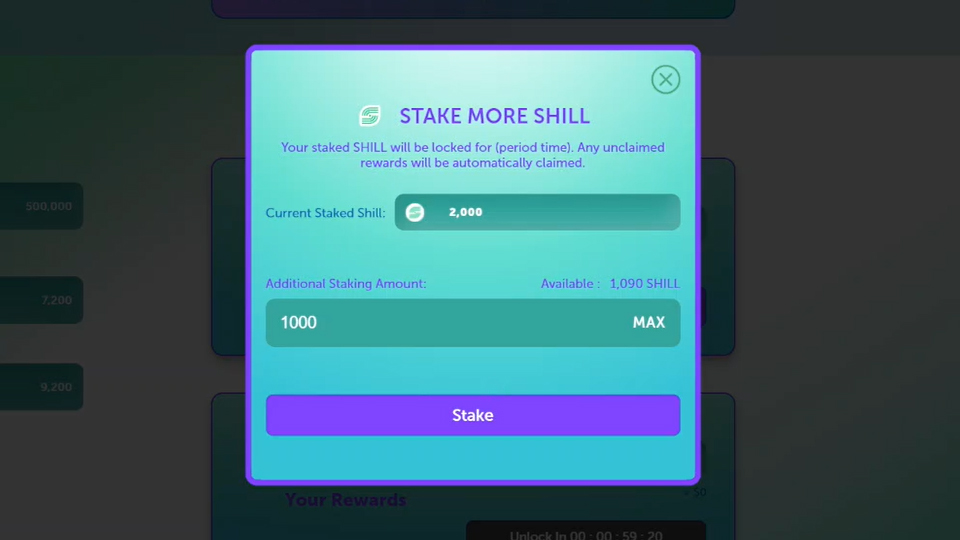 STAKE MORE SHILL
Your staked SHILL will be locked for (period time). Any unclaimed
rewards will be automatically claimed.
Current Staked Shill: 2,000
Additional Staking Amount: Available : 1,090 SHILL
1000 MAX
Stake
500,000
7,200
9,200
Your Rewards
≈ $0
Unlock In 00 : 00 : 59 : 20